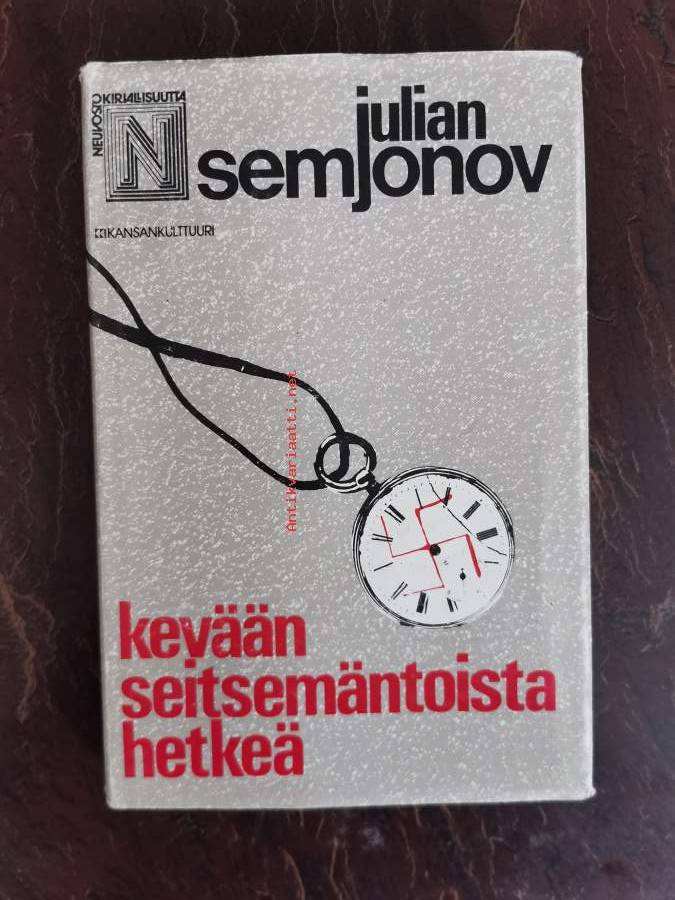 NEUVOSTOKIRJALLISUUTTA
N
julian
semjonov
KANSANKULTTUURI
Antikvariaatti.net
kevään
seitsemäntoista
hetkeä